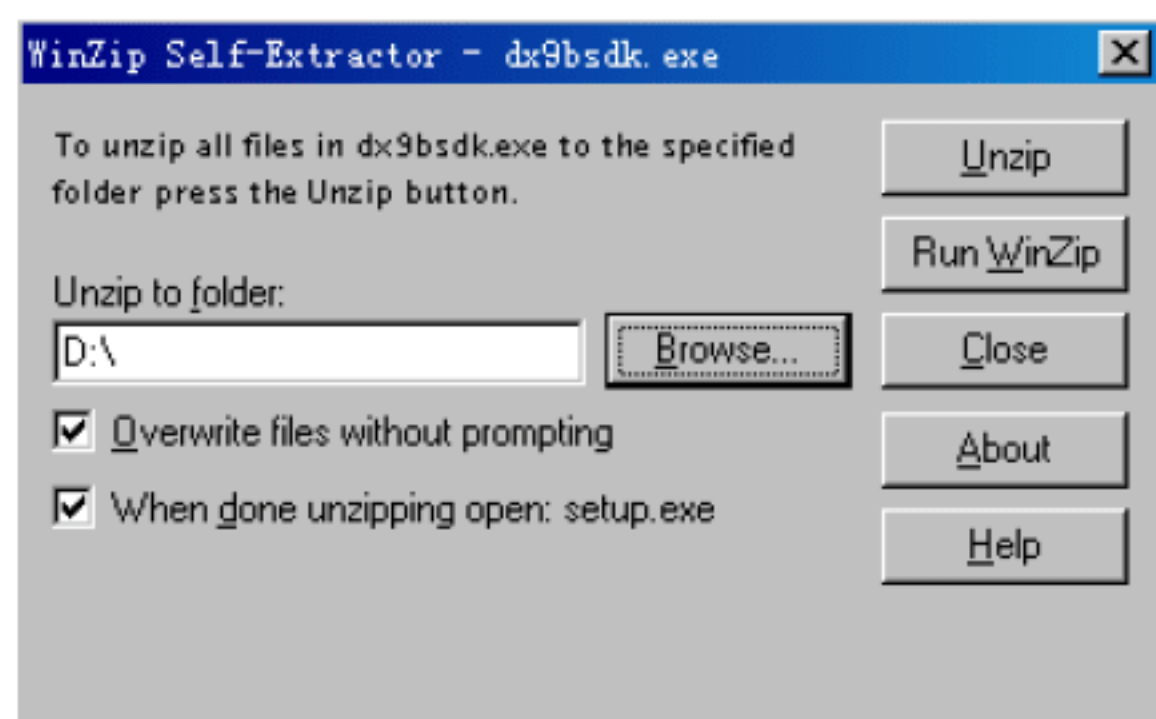 WinZip Self-Extractor - dx9bsdk.exe
To unzip all files in dx9bsdk.exe to the specified
folder press the Unzip button.
Unzip to folder:
D:\
Browse...
Overwrite files without prompting
When done unzipping open: setup.exe
Unzip
Run WinZip
Close
About
Help